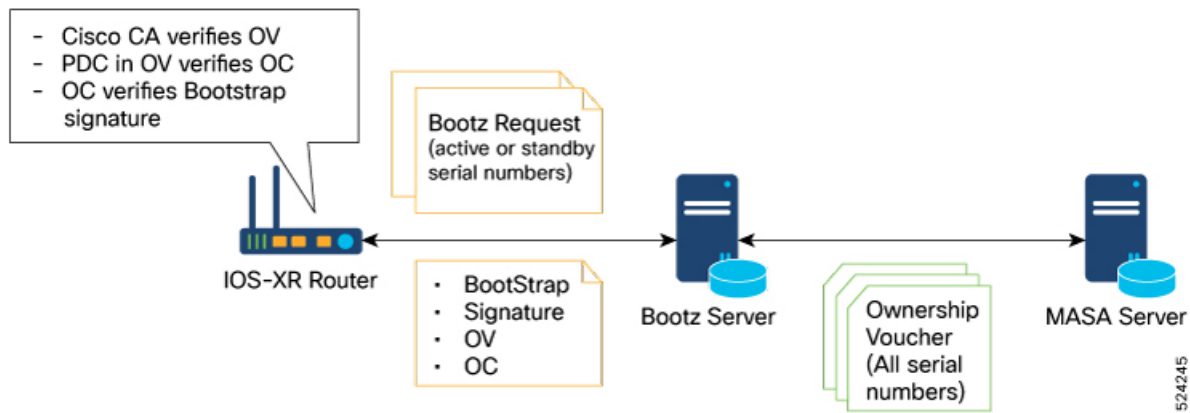 - Cisco CA verifies OV
- PDC in OV verifies OC
- OC verifies Bootstrap
signature
Bootz Request
(active or standby
serial numbers)
IOS-XR Router
• BootStrap
• Signature
• OV
• OC
Bootz Server
Ownership
Voucher
(All serial
numbers)
MASA Server
524245